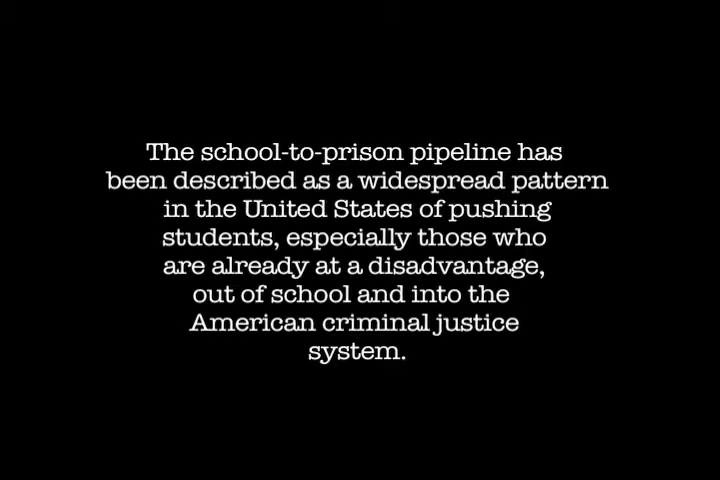 The school-to-prison pipeline has
been described as a widespread pattern
in the United States of pushing
students, especially those who
are already at a disadvantage,
out of school and into the
American criminal justice
system.